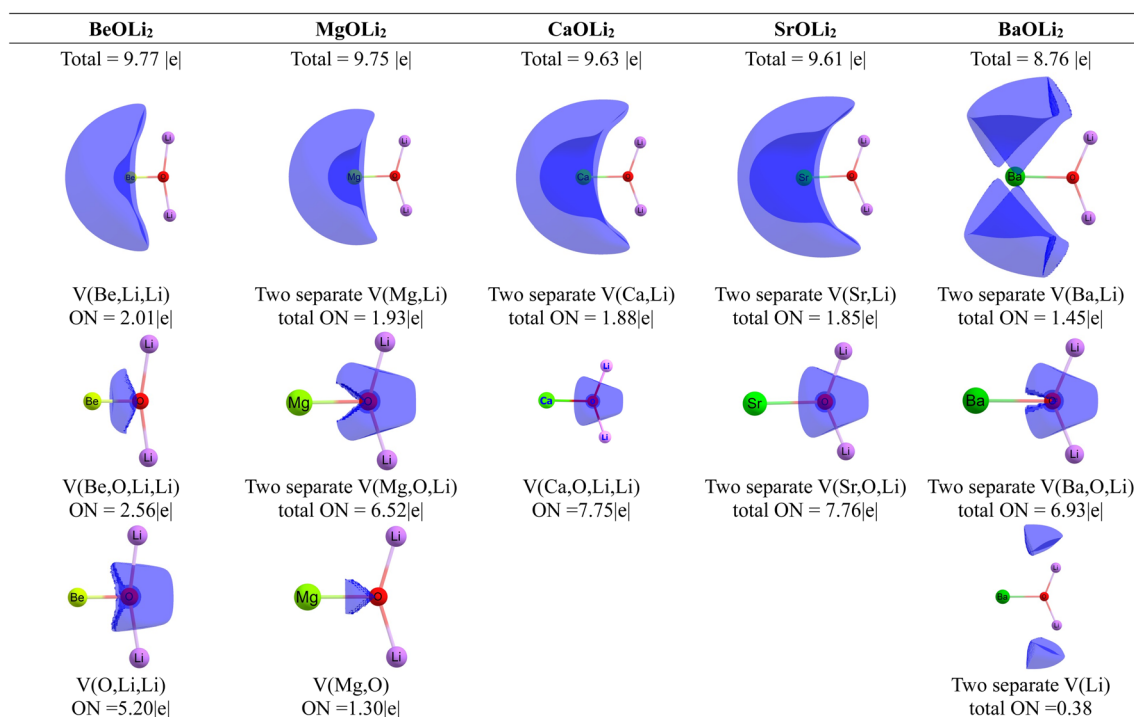 BeOLi₂ MgOLi₂ CaOLi₂ SrOLi₂ BaOLi₂
Total = 9.77 |e| Total = 9.75 |e| Total = 9.63 |e| Total = 9.61 |e| Total = 8.76 |e|
Li Li Li Li Li
Be O Mg O Ca O Sr O Ba O
Li Li Li Li Li
V(Be,Li,Li) Two separate V(Mg,Li) Two separate V(Ca,Li) Two separate V(Sr,Li) Two separate V(Ba,Li)
ON = 2.01|e| total ON = 1.93|e| total ON = 1.88|e| total ON = 1.85|e| total ON = 1.45|e|
Li Li Li Li Li
Be O Mg O Ca O Sr O Ba O
Li Li Li Li Li
V(Be,O,Li,Li) Two separate V(Mg,O,Li) V(Ca,O,Li,Li) Two separate V(Sr,O,Li) Two separate V(Ba,O,Li)
ON = 2.56|e| total ON = 6.52|e| ON =7.75|e| total ON = 7.76|e| total ON = 6.93|e|
Li Li Li
Be O Mg O Ba O
Li Li Li
V(O,Li,Li) V(Mg,O) Two separate V(Li)
ON =5.20|e| ON =1.30|e| total ON =0.38